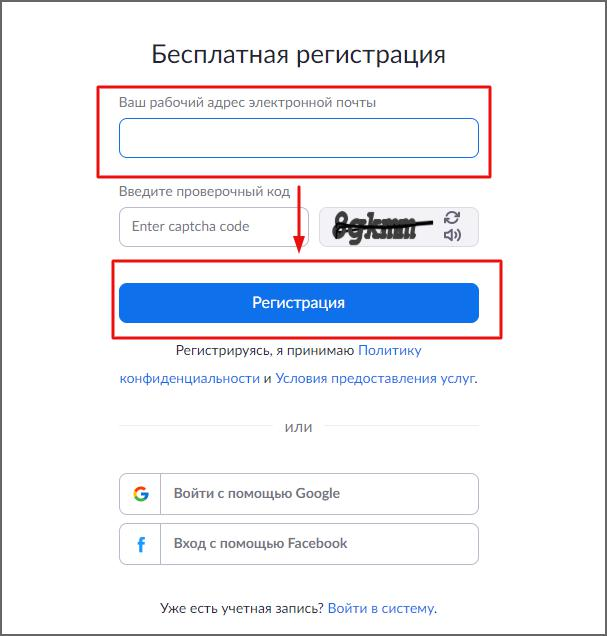 Бесплатная регистрация
Ваш рабочий адрес электронной почты
Введите проверочный код
Enter captcha code
8gkmm
Регистрация
Регистрируясь, я принимаю Политику
конфиденциальности и Условия предоставления услуг.
или
Войти с помощью Google
Вход с помощью Facebook
Уже есть учетная запись? Войти в систему.